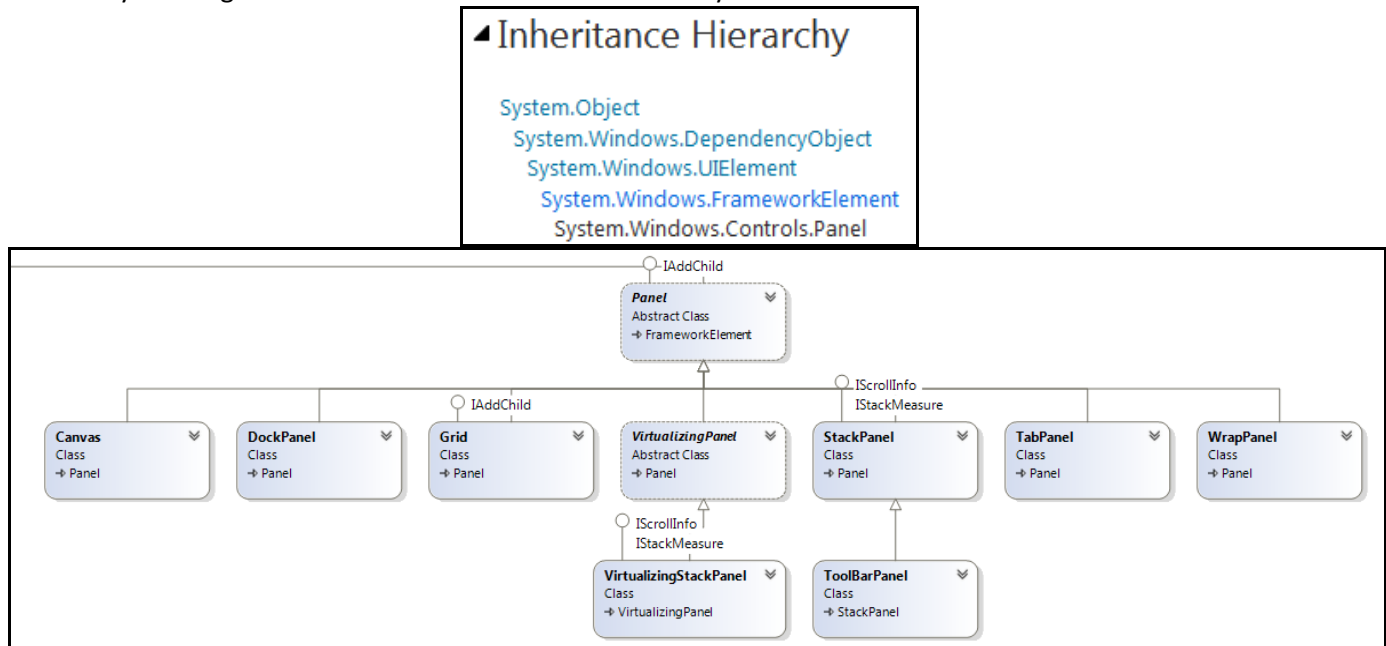 Inheritance Hierarchy
System.Object
System.Windows.DependencyObject
System.Windows.UIElement
System.Windows.FrameworkElement
System.Windows.Controls.Panel
IAddChild
Panel
Abstract Class
FrameworkElement
IScrollInfo
IStackMeasure
IAddChild
Canvas
Class
Panel
DockPanel
Class
Panel
Grid
Class
Panel
VirtualizingPanel
Abstract Class
Panel
StackPanel
Class
Panel
TabPanel
Class
Panel
WrapPanel
Class
Panel
IScrollInfo
IStackMeasure
VirtualizingStackPanel
Class
VirtualizingPanel
ToolBarPanel
Class
StackPanel